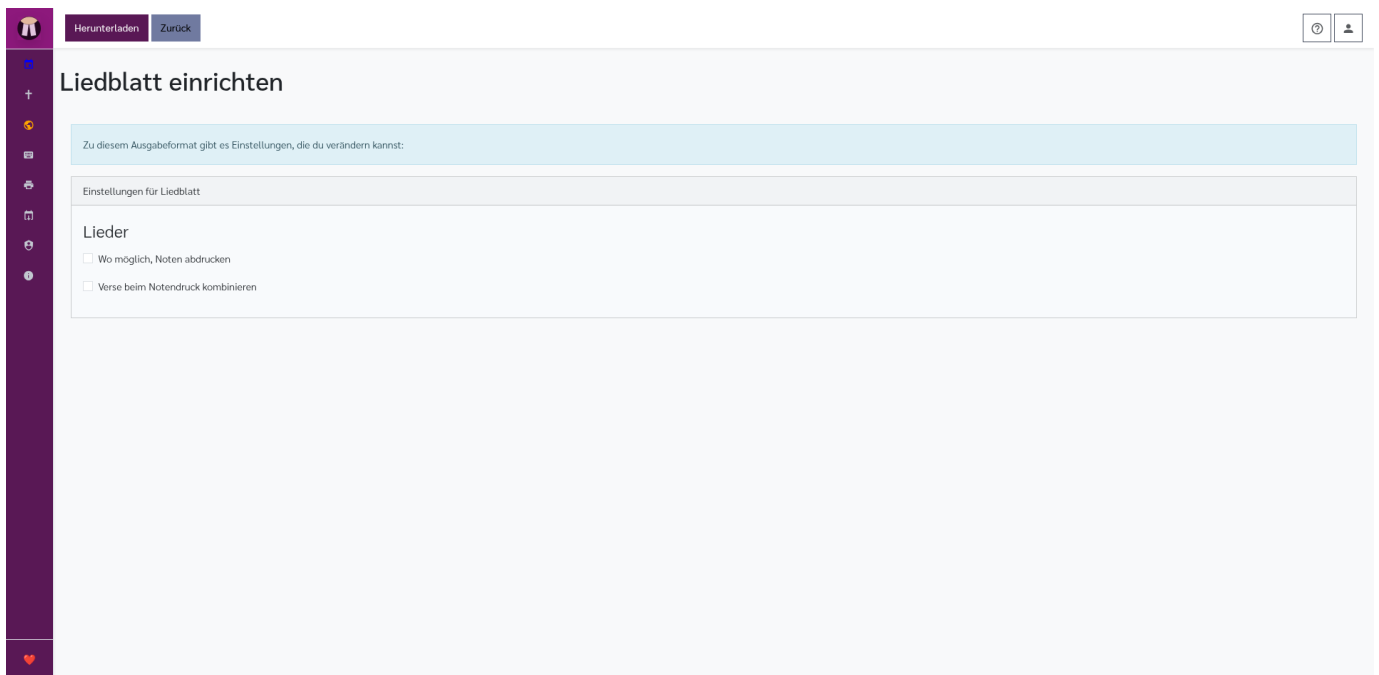 Herunterladen Zurück
Liedblatt einrichten
Zu diesem Ausgabeformat gibt es Einstellungen, die du verändern kannst:
Einstellungen für Liedblatt
Lieder
Wo möglich, Noten abdrucken
Verse beim Notendruck kombinieren